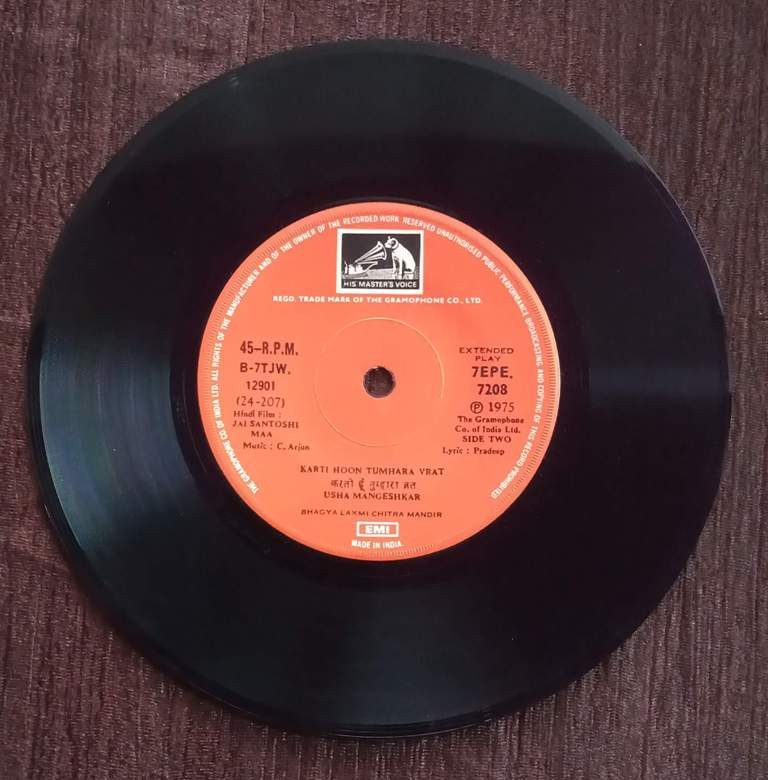 THE GRAMOPHONE CO. OF INDIA LTD. ALL RIGHTS OF THE MANUFACTURER AND OF THE OWNER OF THE RECORDED WORK RESERVED UNAUTHORISED PUBLIC PERFORMANCE BROADCASTING AND COPYING OF THIS RECORD PROHIBITED
HIS MASTER'S VOICE
REGD. TRADE MARK OF THE GRAMOPHONE CO., LTD.
45–R.P.M.
B-7TJW.
12901
(24-207)
Hindi Film :
JAI SANTOSHI
MAA
Music : C. Arjun
EXTENDED
PLAY
7EPE.
7208
Ⓟ 1975
The Gramophone
Co. of India Ltd.
SIDE TWO
Lyric : Pradeep
KARTI HOON TUMHARA VRAT
करती हूँ तुम्हारा व्रत
USHA MANGESHKAR
BHAGYA LAXMI CHITRA MANDIR
EMI
MADE IN INDIA.